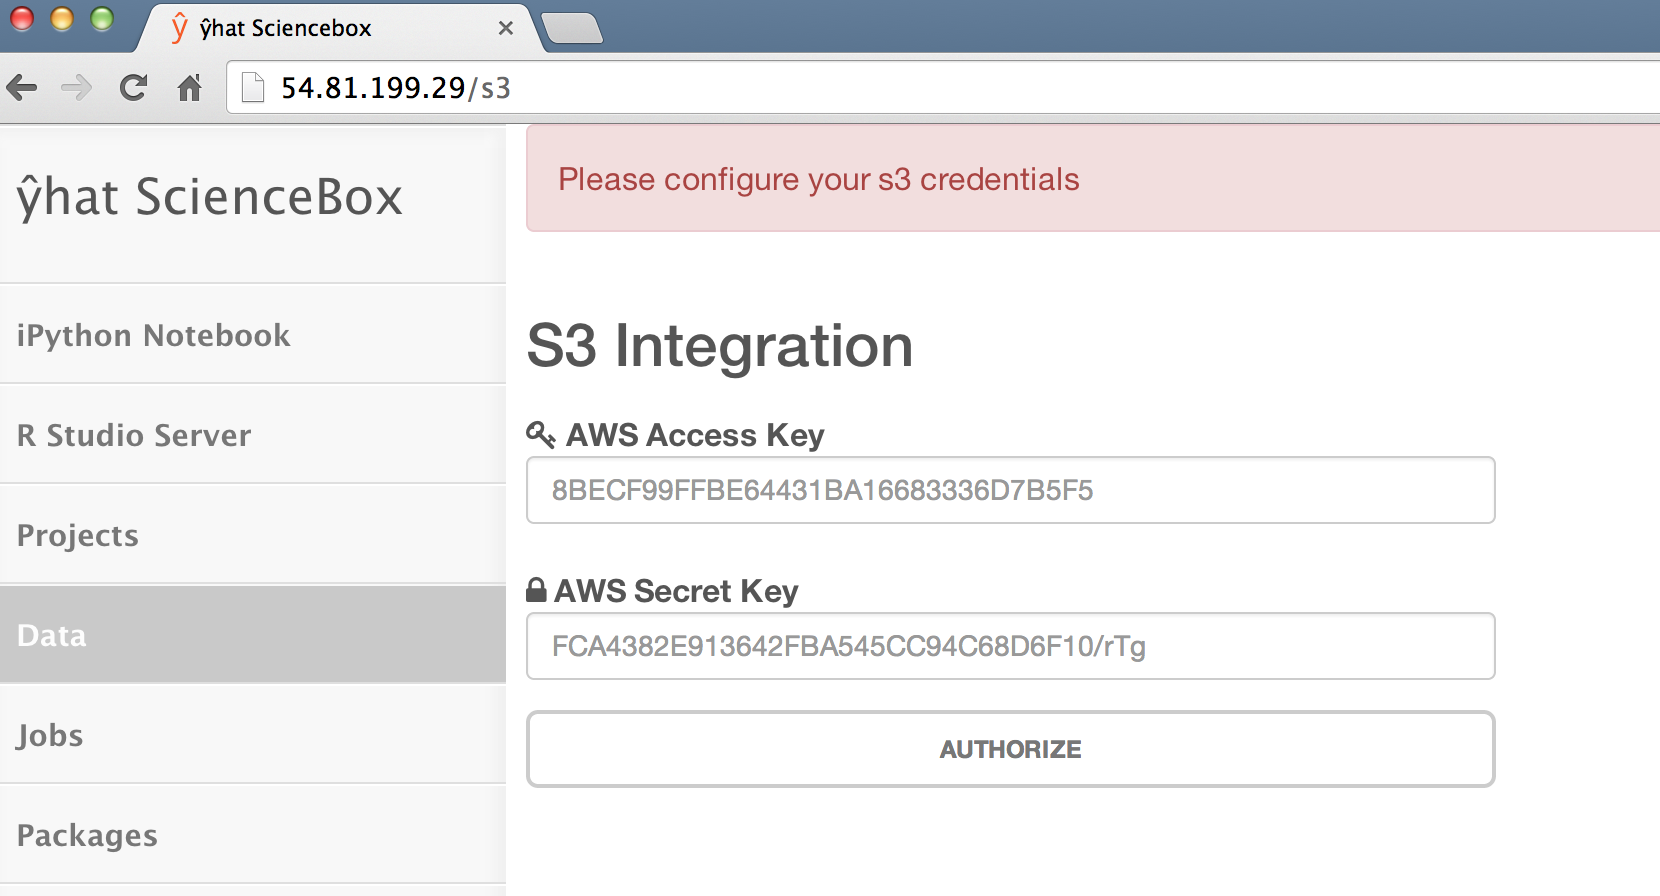 ŷhat Sciencebox
54.81.199.29/s3
ŷhat ScienceBox
iPython Notebook
R Studio Server
Projects
Data
Jobs
Packages
Please configure your s3 credentials
S3 Integration
AWS Access Key
8BECF99FFBE64431BA16683336D7B5F5
AWS Secret Key
FCA4382E913642FBA545CC94C68D6F10/rTg
AUTHORIZE